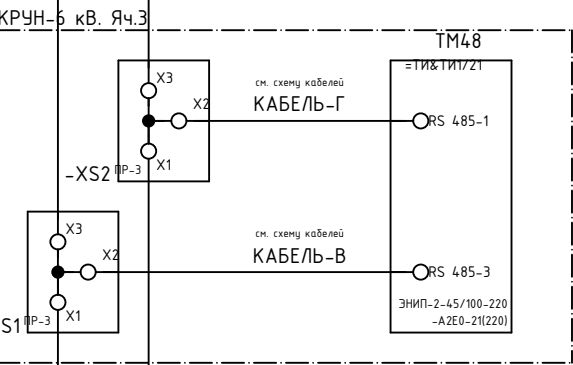 КРУН-6 кВ. Яч.3
ТМ48
=ТИ&ТИ1/21
X3
см. схему кабелей
КАБЕЛЬ-Г
X2
RS 485-1
X1
-XS2
ПР-3
X3
см. схему кабелей
КАБЕЛЬ-В
X2
RS 485-3
ЭНИП-2-45/100-220
-А2Е0-21(220)
S1
ПР-3
X1